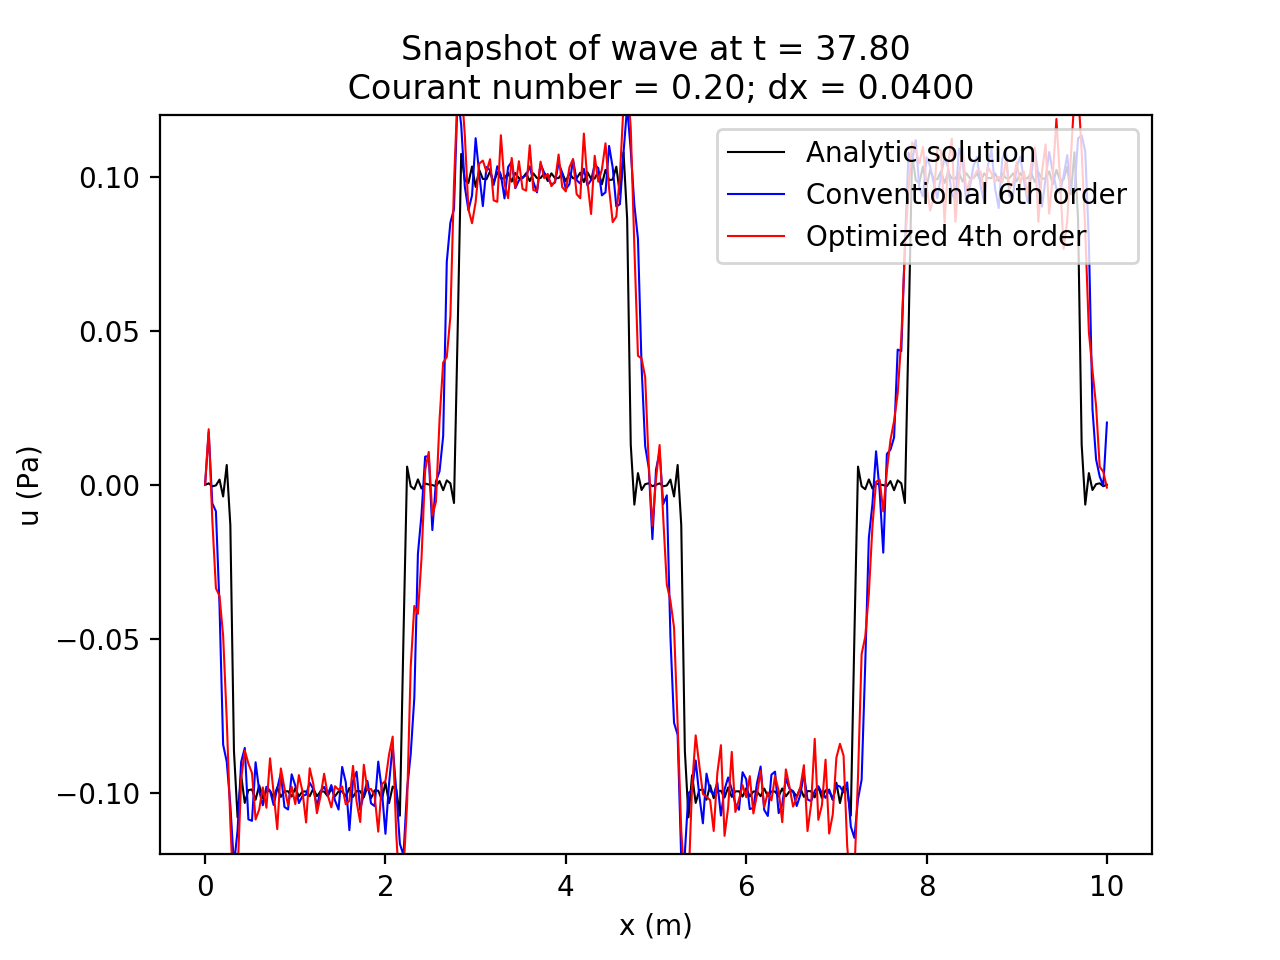 Snapshot of wave at t = 37.80
Courant number = 0.20; dx = 0.0400
Analytic solution
Conventional 6th order
Optimized 4th order
0.10
0.05
0.00
−0.05
−0.10
u (Pa)
0 2 4 6 8 10
x (m)